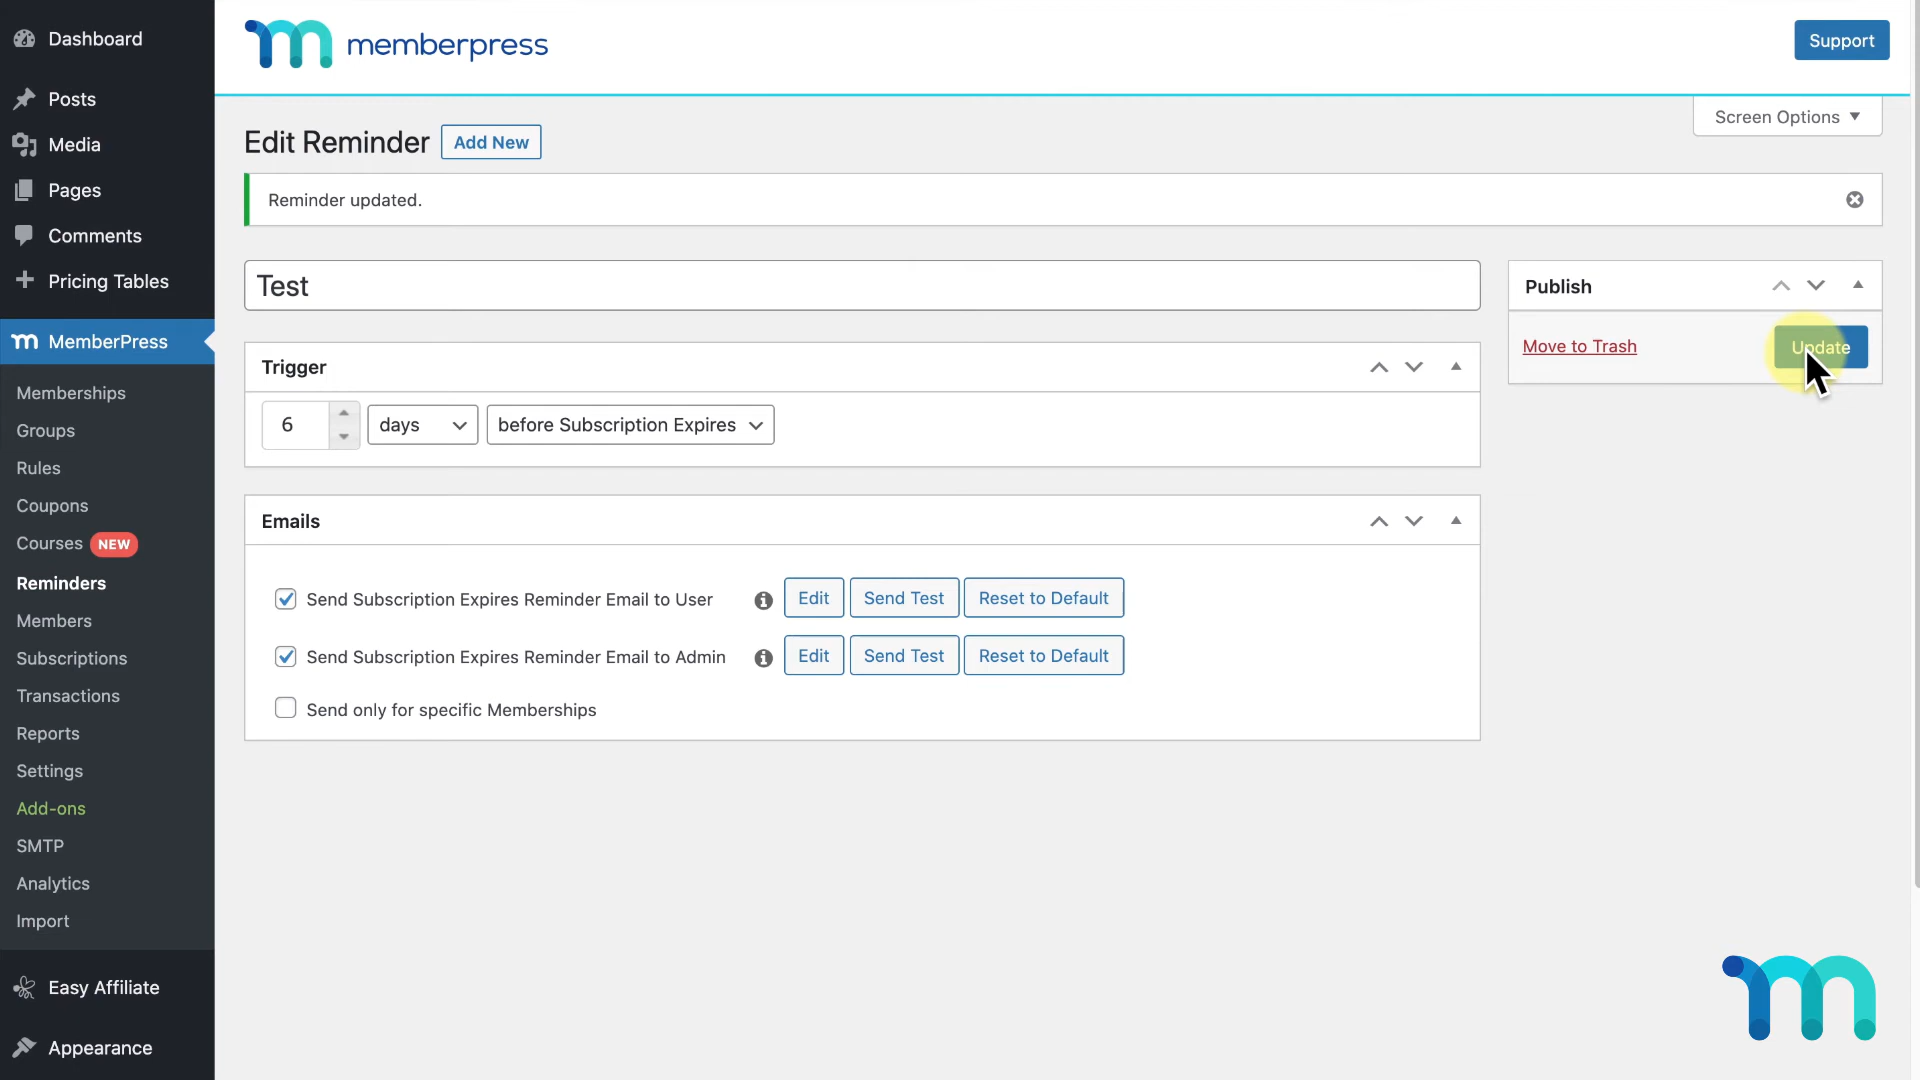 Dashboard
Posts
Media
Pages
Comments
Pricing Tables
MemberPress
Memberships
Groups
Rules
Coupons
Courses NEW
Reminders
Members
Subscriptions
Transactions
Reports
Settings
Add-ons
SMTP
Analytics
Import
Easy Affiliate
Appearance
memberpress
Support
Screen Options
Edit Reminder Add New
Reminder updated.
Test
Trigger
6 days before Subscription Expires
Emails
Send Subscription Expires Reminder Email to User Edit Send Test Reset to Default
Send Subscription Expires Reminder Email to Admin Edit Send Test Reset to Default
Send only for specific Memberships
Publish
Move to Trash Update